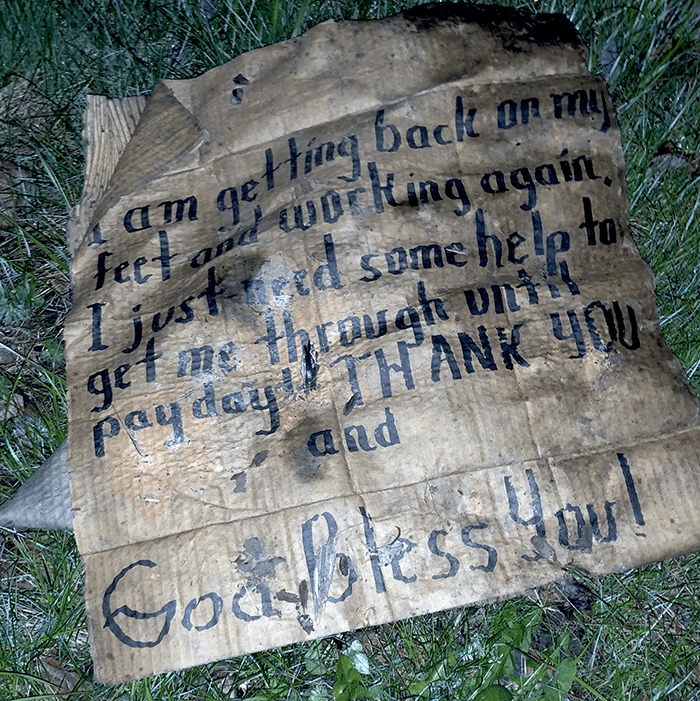 I am getting back on my
feet and working again.
I just need some help to
get me through until
payday!! THANK YOU
and
God bless You!